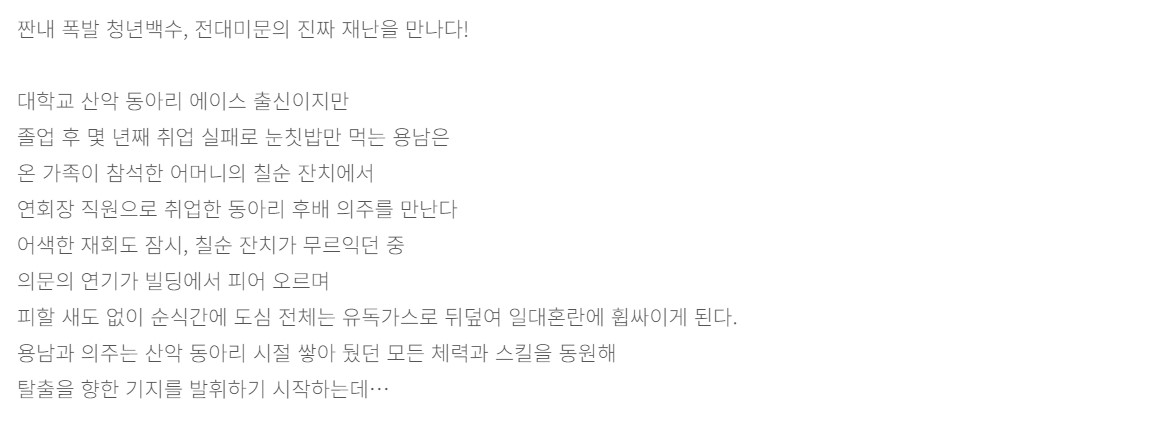 짠내 폭발 청년백수, 전대미문의 진짜 재난을 만나다!
대학교 산악 동아리 에이스 출신이지만
졸업 후 몇 년째 취업 실패로 눈칫밥만 먹는 용남은
온 가족이 참석한 어머니의 칠순 잔치에서
연회장 직원으로 취업한 동아리 후배 의주를 만난다
어색한 재회도 잠시, 칠순 잔치가 무르익던 중
의문의 연기가 빌딩에서 피어 오르며
피할 새도 없이 순식간에 도심 전체는 유독가스로 뒤덮여 일대혼란에 휩싸이게 된다.
용남과 의주는 산악 동아리 시절 쌓아 뒀던 모든 체력과 스킬을 동원해
탈출을 향한 기지를 발휘하기 시작하는데…